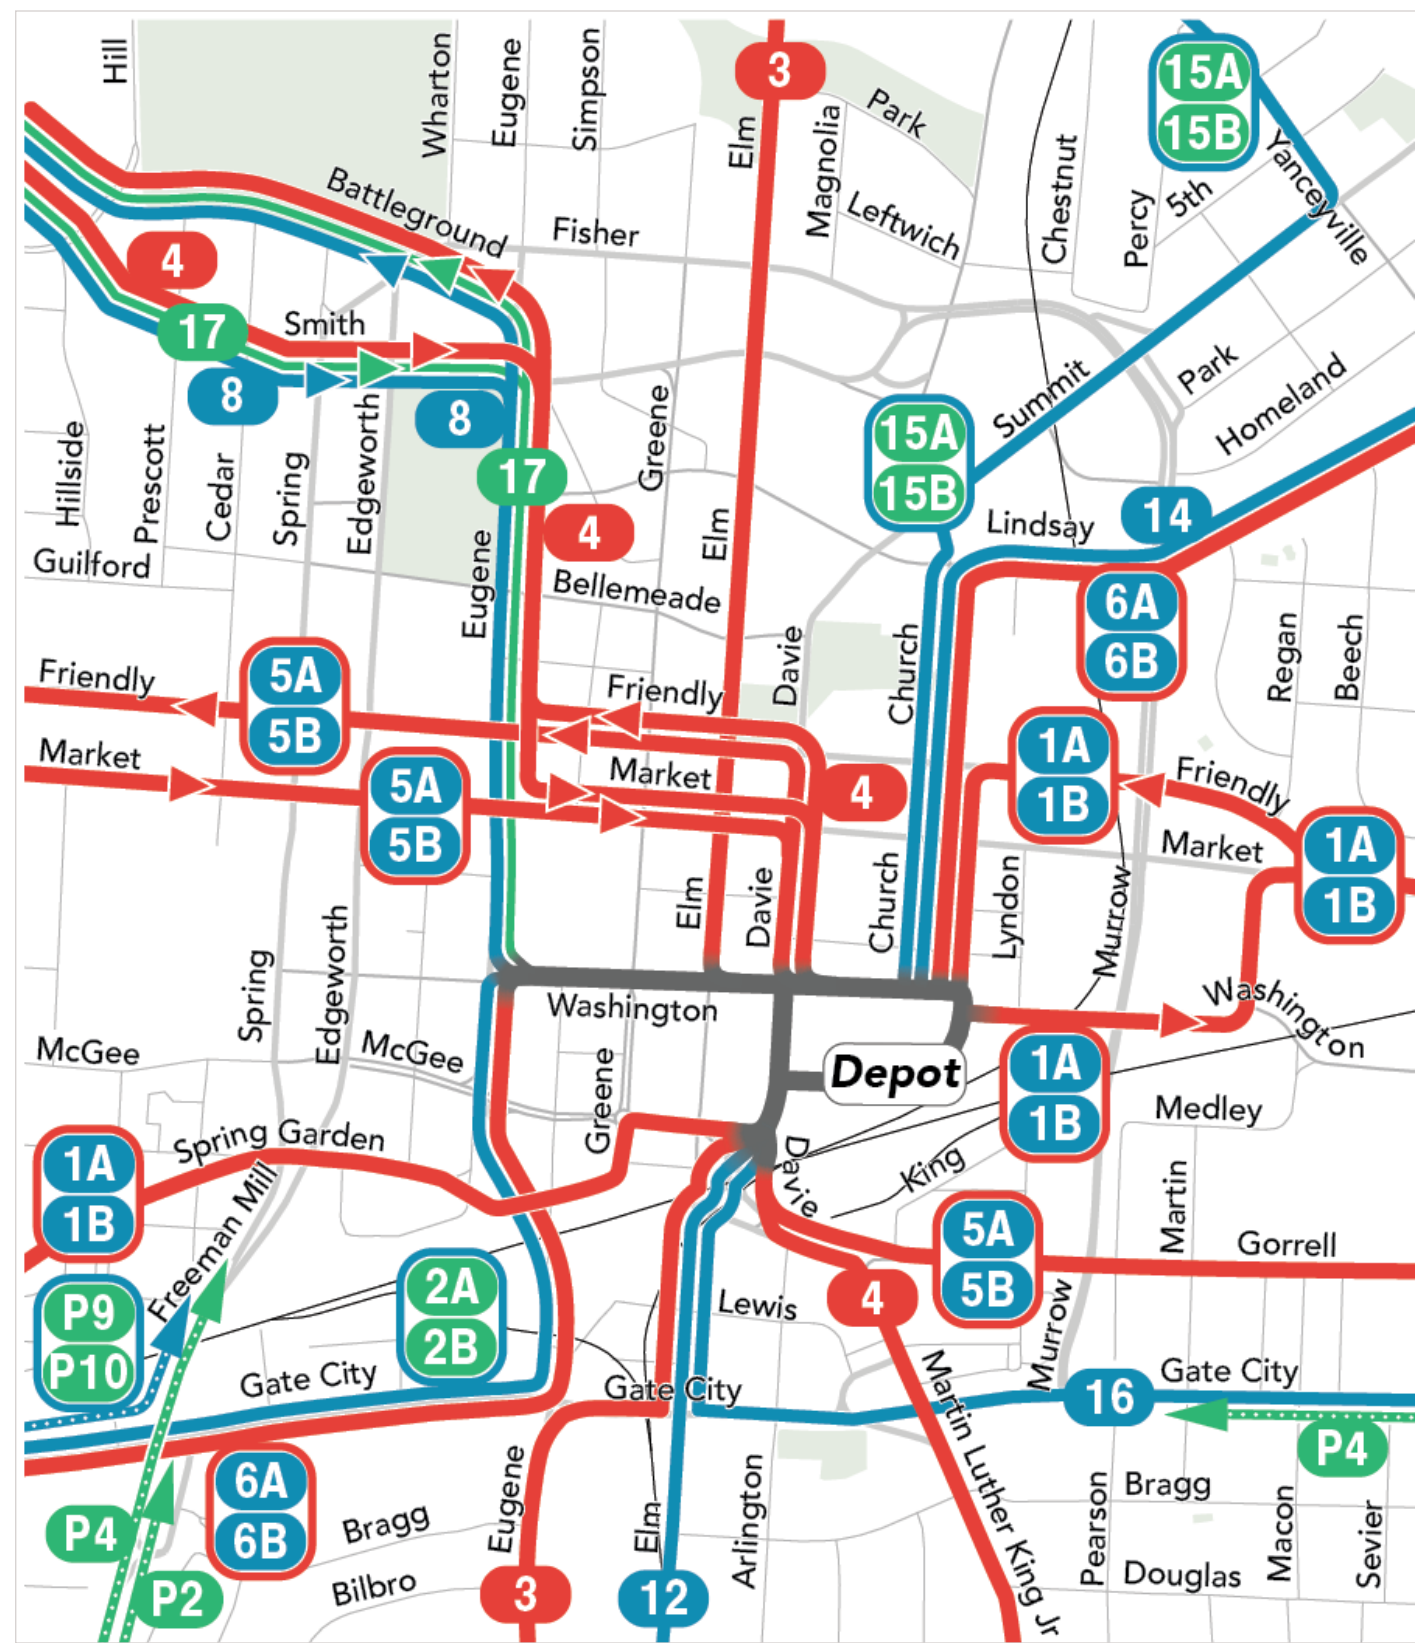 Hill
Wharton
Eugene
Simpson
Elm
3
Magnolia
Park
Leftwich
Chestnut
Percy
5th
15A
15B
Yanceyville
Battleground
Fisher
4
17
8
Smith
8
17
4
Summit
15A
15B
Park
Homeland
Hillside
Prescott
Cedar
Spring
Edgeworth
Greene
Elm
Eugene
Guilford
Bellemeade
Lindsay
14
6A
6B
Davie
Church
Regan
Beech
Friendly
5A
5B
Friendly
Market
5A
5B
Market
4
1A
1B
Friendly
Market
1A
1B
Elm
Davie
Church
Lyndon
Murrow
Spring
Edgeworth
Washington
Washington
McGee
McGee
Greene
Depot
1A
1B
Medley
Spring Garden
1A
1B
Davie
King
Martin
Freeman Mill
P9
P10
2A
2B
5A
5B
Gorrell
4
Lewis
Murrow
Gate City
Gate City
16
Gate City
P4
Martin Luther King Jr
6A
6B
P4
P2
Bragg
Bilbro
Eugene
3
Elm
12
Arlington
Pearson
Bragg
Douglas
Macon
Sevier